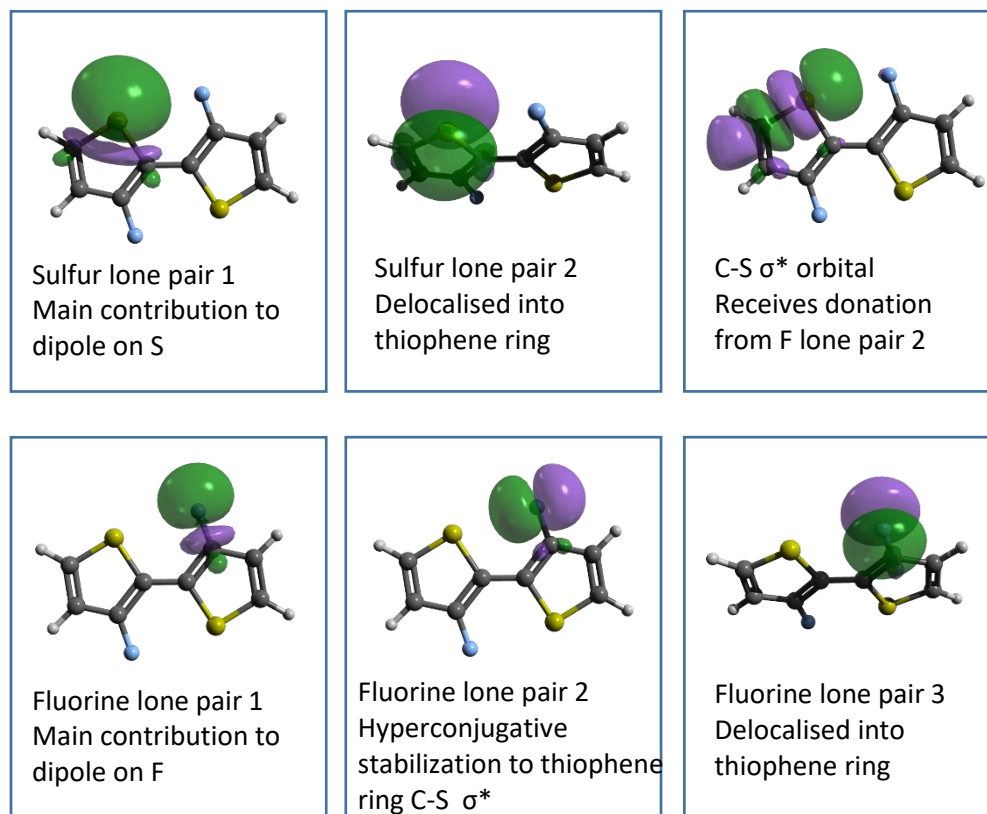 Sulfur lone pair 1
Main contribution to
dipole on S
Sulfur lone pair 2
Delocalised into
thiophene ring
C-S σ* orbital
Receives donation
from F lone pair 2
Fluorine lone pair 1
Main contribution to
dipole on F
Fluorine lone pair 2
Hyperconjugative
stabilization to thiophene
ring C-S σ*
Fluorine lone pair 3
Delocalised into
thiophene ring